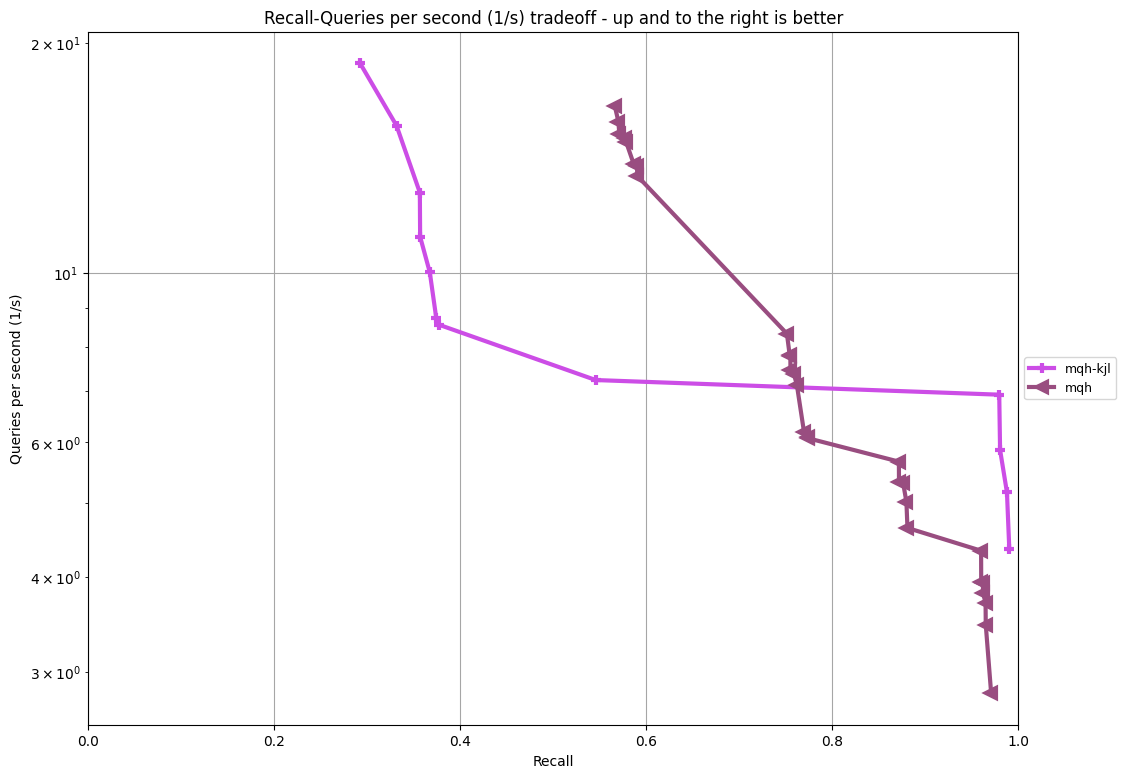 Recall-Queries per second (1/s) tradeoff - up and to the right is better
2 × 10¹
10¹
6 × 10⁰
4 × 10⁰
3 × 10⁰
Queries per second (1/s)
0.0 0.2 0.4 0.6 0.8 1.0
Recall
mqh-kjl
mqh